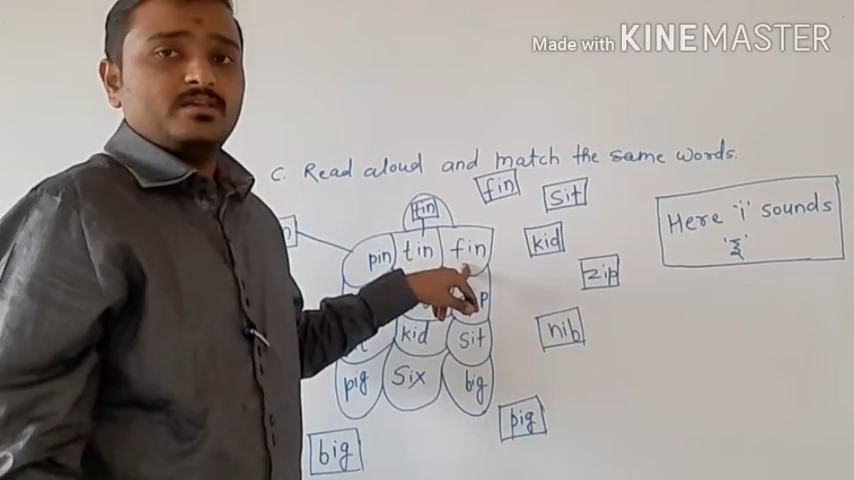 Made with KINEMASTER
C. Read aloud and match the same words.
fin
sit
tin
Here 'i' sounds
'इ'
pin tin fin
kid
zip
kid sit
nib
pig six big
pig
big